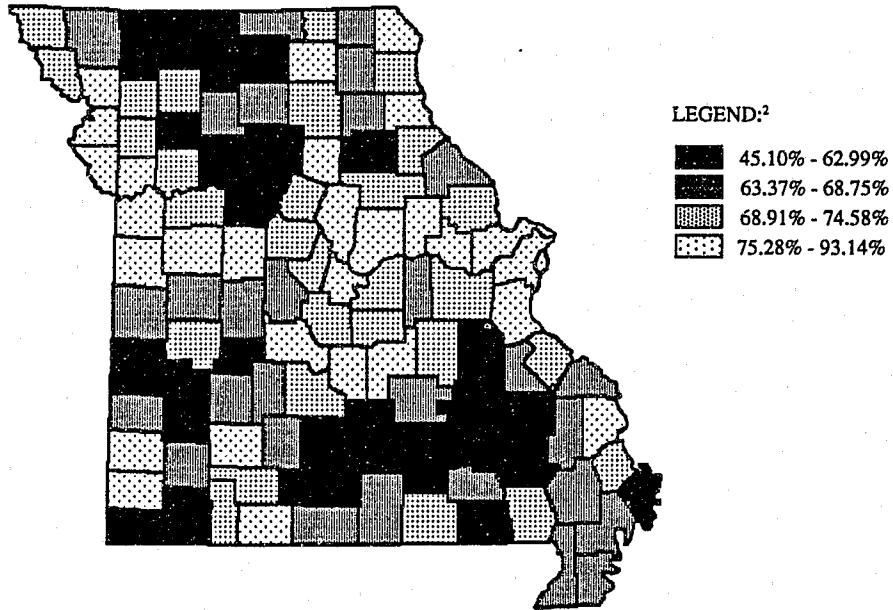 LEGEND:²
45.10% - 62.99%
63.37% - 68.75%
68.91% - 74.58%
75.28% - 93.14%